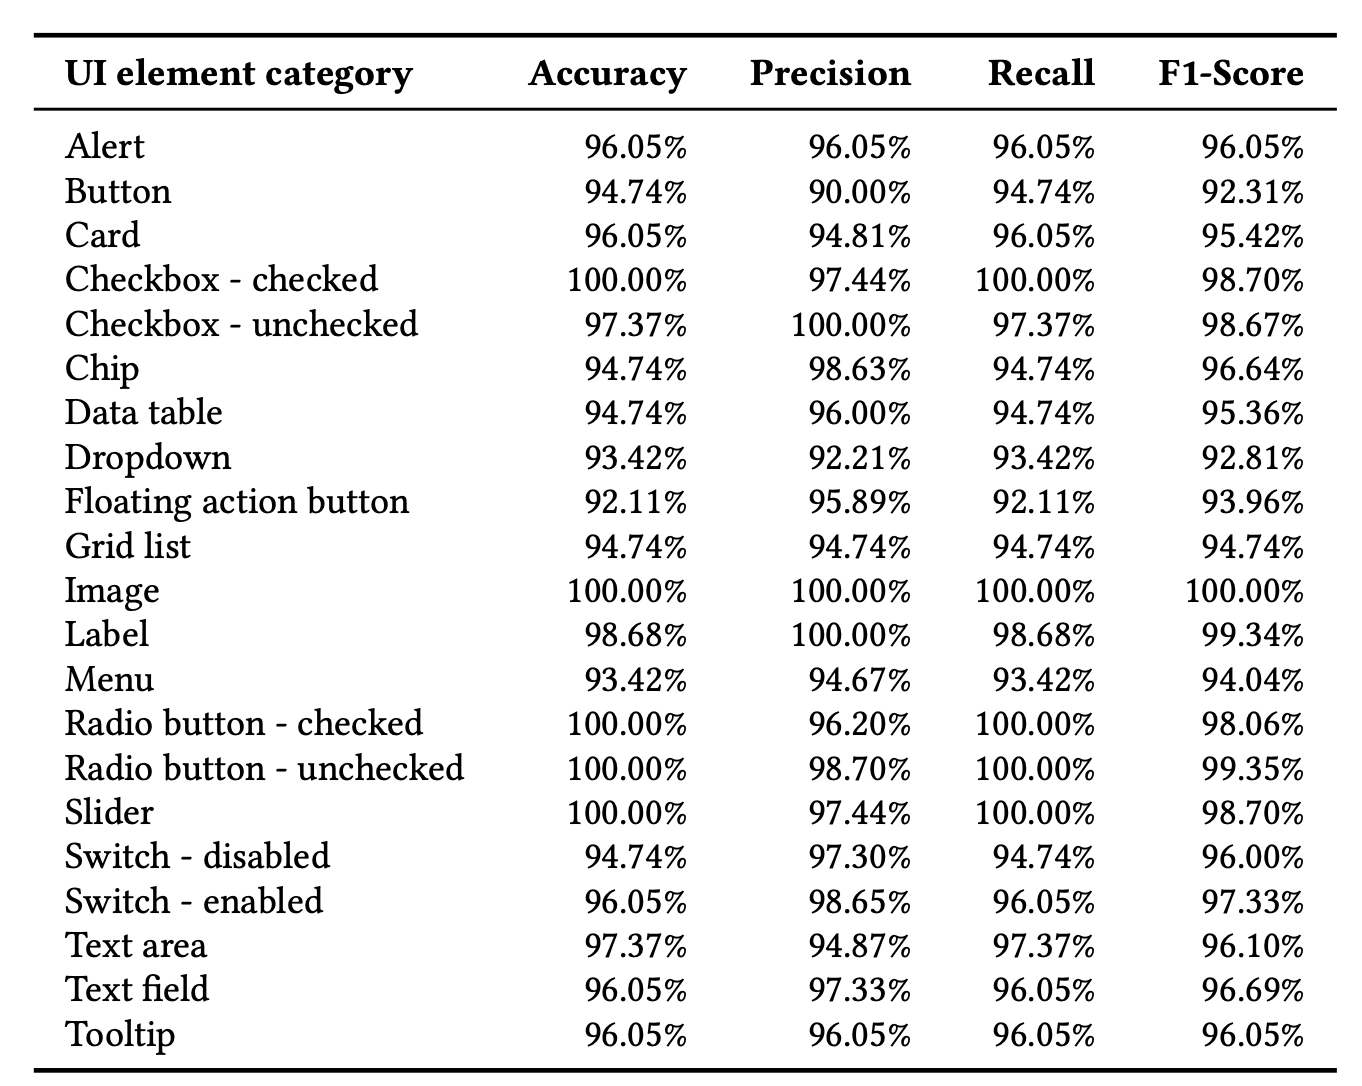 UI element category Accuracy Precision Recall F1-Score
Alert 96.05% 96.05% 96.05% 96.05%
Button 94.74% 90.00% 94.74% 92.31%
Card 96.05% 94.81% 96.05% 95.42%
Checkbox - checked 100.00% 97.44% 100.00% 98.70%
Checkbox - unchecked 97.37% 100.00% 97.37% 98.67%
Chip 94.74% 98.63% 94.74% 96.64%
Data table 94.74% 96.00% 94.74% 95.36%
Dropdown 93.42% 92.21% 93.42% 92.81%
Floating action button 92.11% 95.89% 92.11% 93.96%
Grid list 94.74% 94.74% 94.74% 94.74%
Image 100.00% 100.00% 100.00% 100.00%
Label 98.68% 100.00% 98.68% 99.34%
Menu 93.42% 94.67% 93.42% 94.04%
Radio button - checked 100.00% 96.20% 100.00% 98.06%
Radio button - unchecked 100.00% 98.70% 100.00% 99.35%
Slider 100.00% 97.44% 100.00% 98.70%
Switch - disabled 94.74% 97.30% 94.74% 96.00%
Switch - enabled 96.05% 98.65% 96.05% 97.33%
Text area 97.37% 94.87% 97.37% 96.10%
Text field 96.05% 97.33% 96.05% 96.69%
Tooltip 96.05% 96.05% 96.05% 96.05%